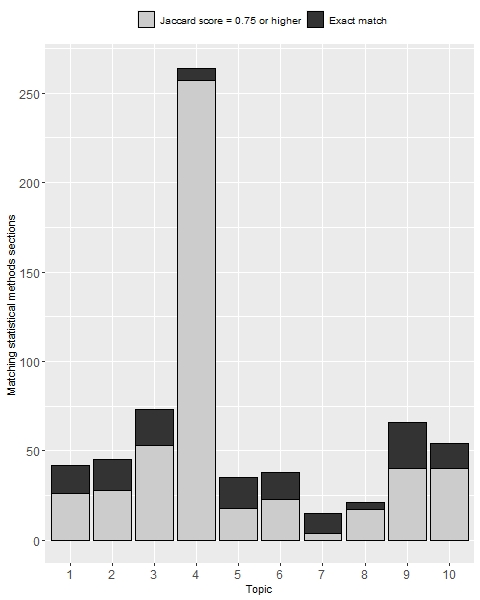 Jaccard score = 0.75 or higher Exact match
Matching statistical methods sections
250
200
150
100
50
0
1 2 3 4 5 6 7 8 9 10
Topic